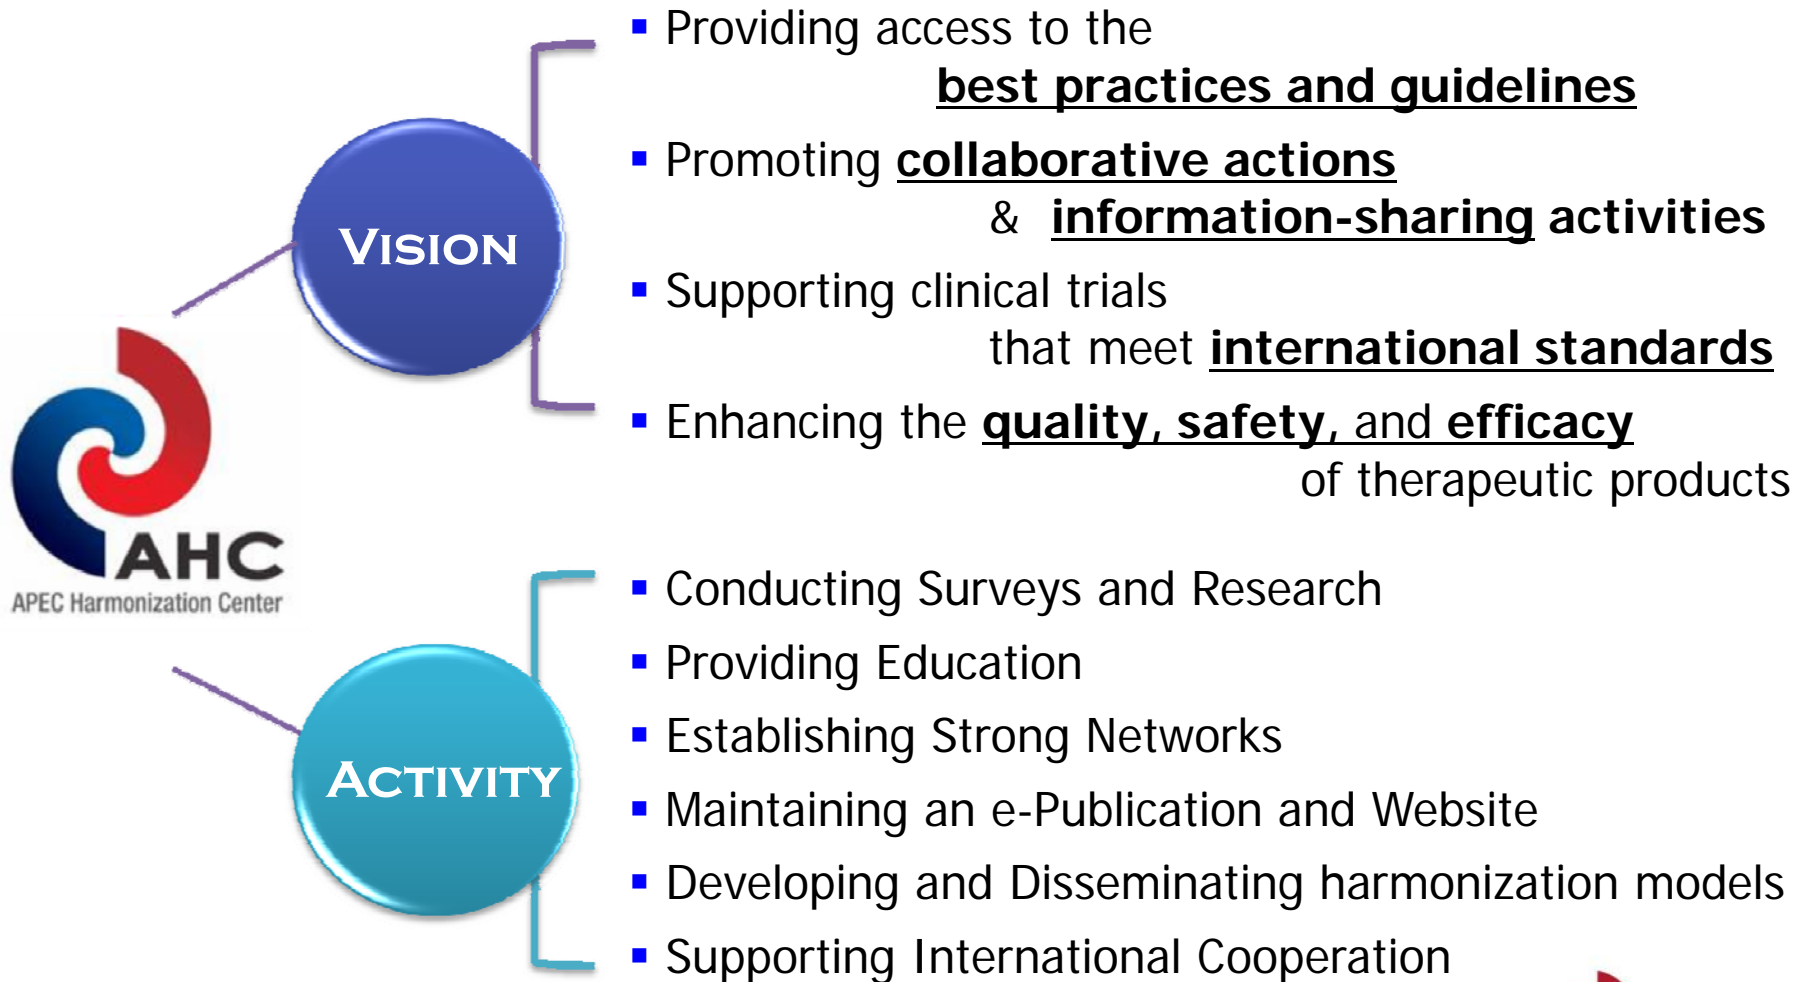 ▪ Providing access to the
best practices and guidelines
▪ Promoting collaborative actions
& information-sharing activities
▪ Supporting clinical trials
that meet international standards
▪ Enhancing the quality, safety, and efficacy
of therapeutic products
VISION
AHC
APEC Harmonization Center
▪ Conducting Surveys and Research
▪ Providing Education
▪ Establishing Strong Networks
▪ Maintaining an e-Publication and Website
▪ Developing and Disseminating harmonization models
▪ Supporting International Cooperation
ACTIVITY